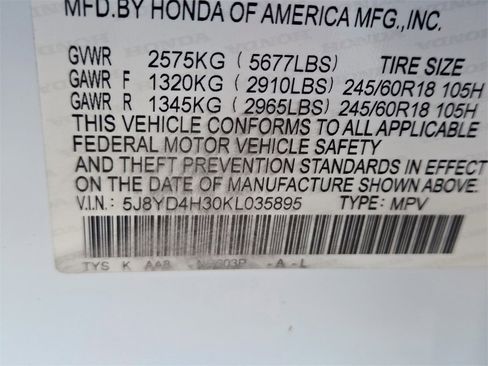 MFD.BY HONDA OF AMERICA MFG.,INC.
GVWR 2575KG (5677LBS) TIRE SIZE
GAWR F 1320KG (2910LBS) 245/60R18 105H
GAWR R 1345KG (2965LBS) 245/60R18 105H
THIS VEHICLE CONFORMS TO ALL APPLICABLE
FEDERAL MOTOR VEHICLE SAFETY
AND THEFT PREVENTION STANDARDS IN EFFECT
ON THE DATE OF MANUFACTURE SHOWN ABOVE.
V.I.N.: 5J8YD4H30KL035895 TYPE: MPV
TYS K AA8 - A - L